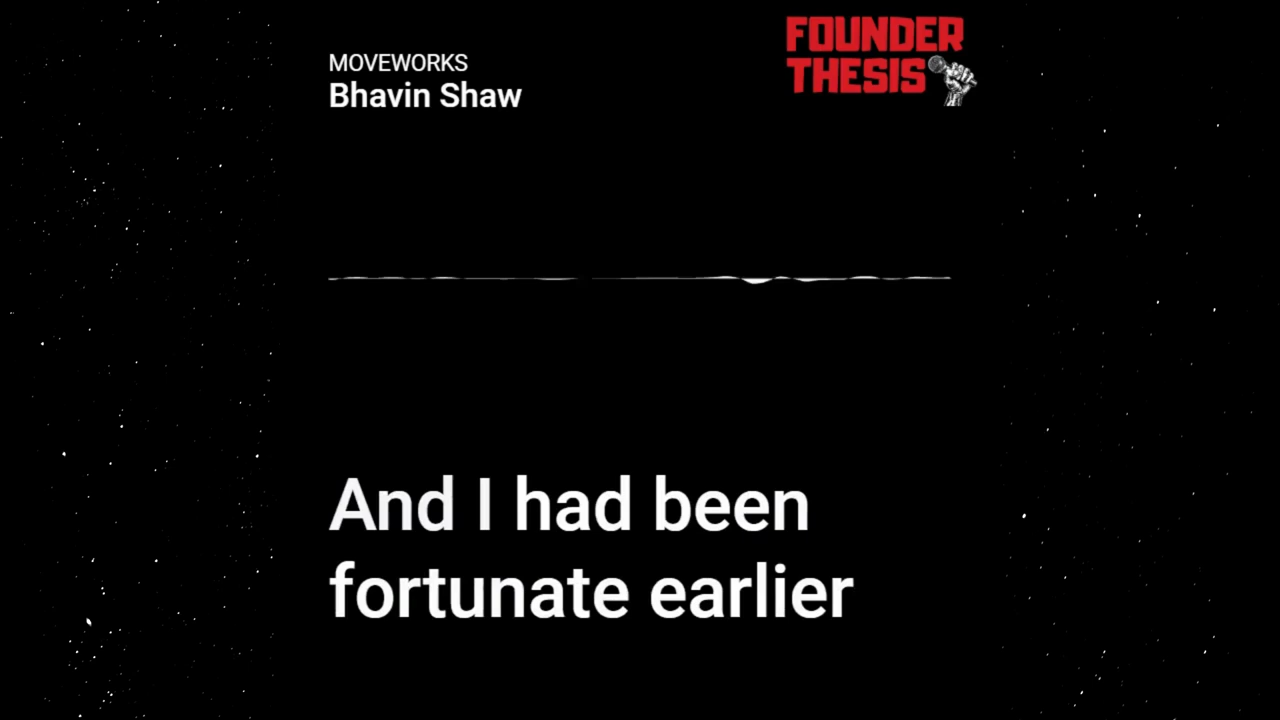 MOVEWORKS
Bhavin Shaw
FOUNDER
THESIS
And I had been
fortunate earlier